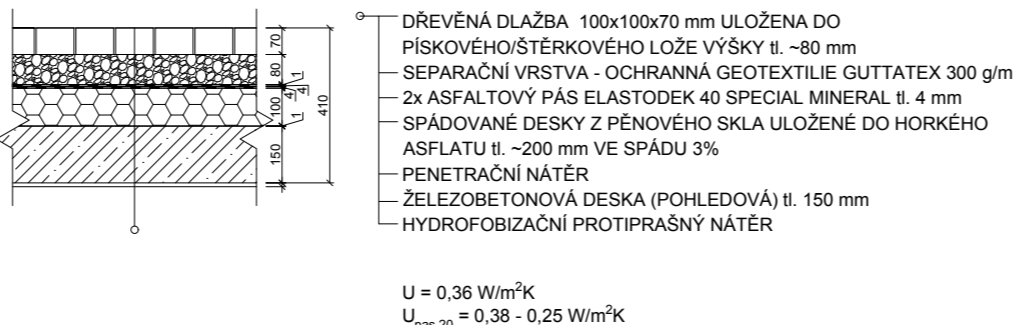 DŘEVĚNÁ DLAŽBA 100x100x70 mm ULOŽENA DO
PÍSKOVÉHO/ŠTĚRKOVÉHO LOŽE VÝŠKY tl. ~80 mm
SEPARAČNÍ VRSTVA - OCHRANNÁ GEOTEXTILIE GUTTATEX 300 g/m
2x ASFALTOVÝ PÁS ELASTODEK 40 SPECIAL MINERAL tl. 4 mm
SPÁDOVANÉ DESKY Z PĚNOVÉHO SKLA ULOŽENÉ DO HORKÉHO
ASFLATU tl. ~200 mm VE SPÁDU 3%
PENETRAČNÍ NÁTĚR
ŽELEZOBETONOVÁ DESKA (POHLEDOVÁ) tl. 150 mm
HYDROFOBIZAČNÍ PROTIPRAŠNÝ NÁTĚR
70
80
1
4
4
100
1
150
410
U = 0,36 W/m²K
U_pas,20 = 0,38 - 0,25 W/m²K